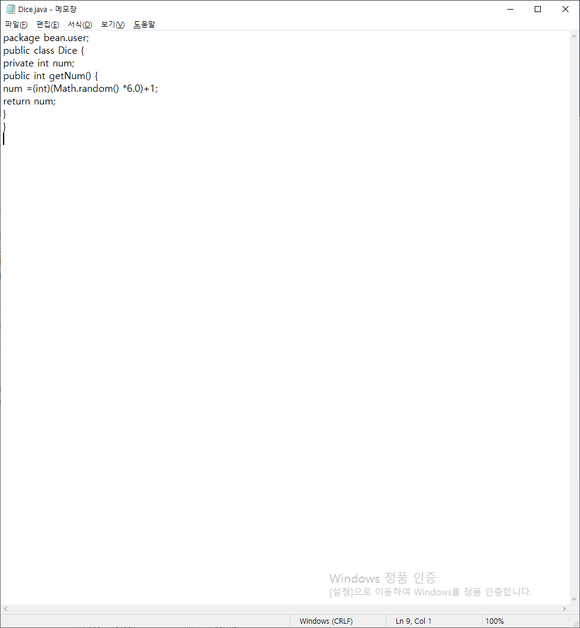 Dice.java - 메모장
파일(F) 편집(E) 서식(O) 보기(V) 도움말
package bean.user;
public class Dice {
private int num;
public int getNum() {
num =(int)(Math.random() *6.0)+1;
return num;
}
}
Windows 정품 인증
[설정]으로 이동하여 Windows를 정품 인증합니다.
Windows (CRLF) Ln 9, Col 1 100%